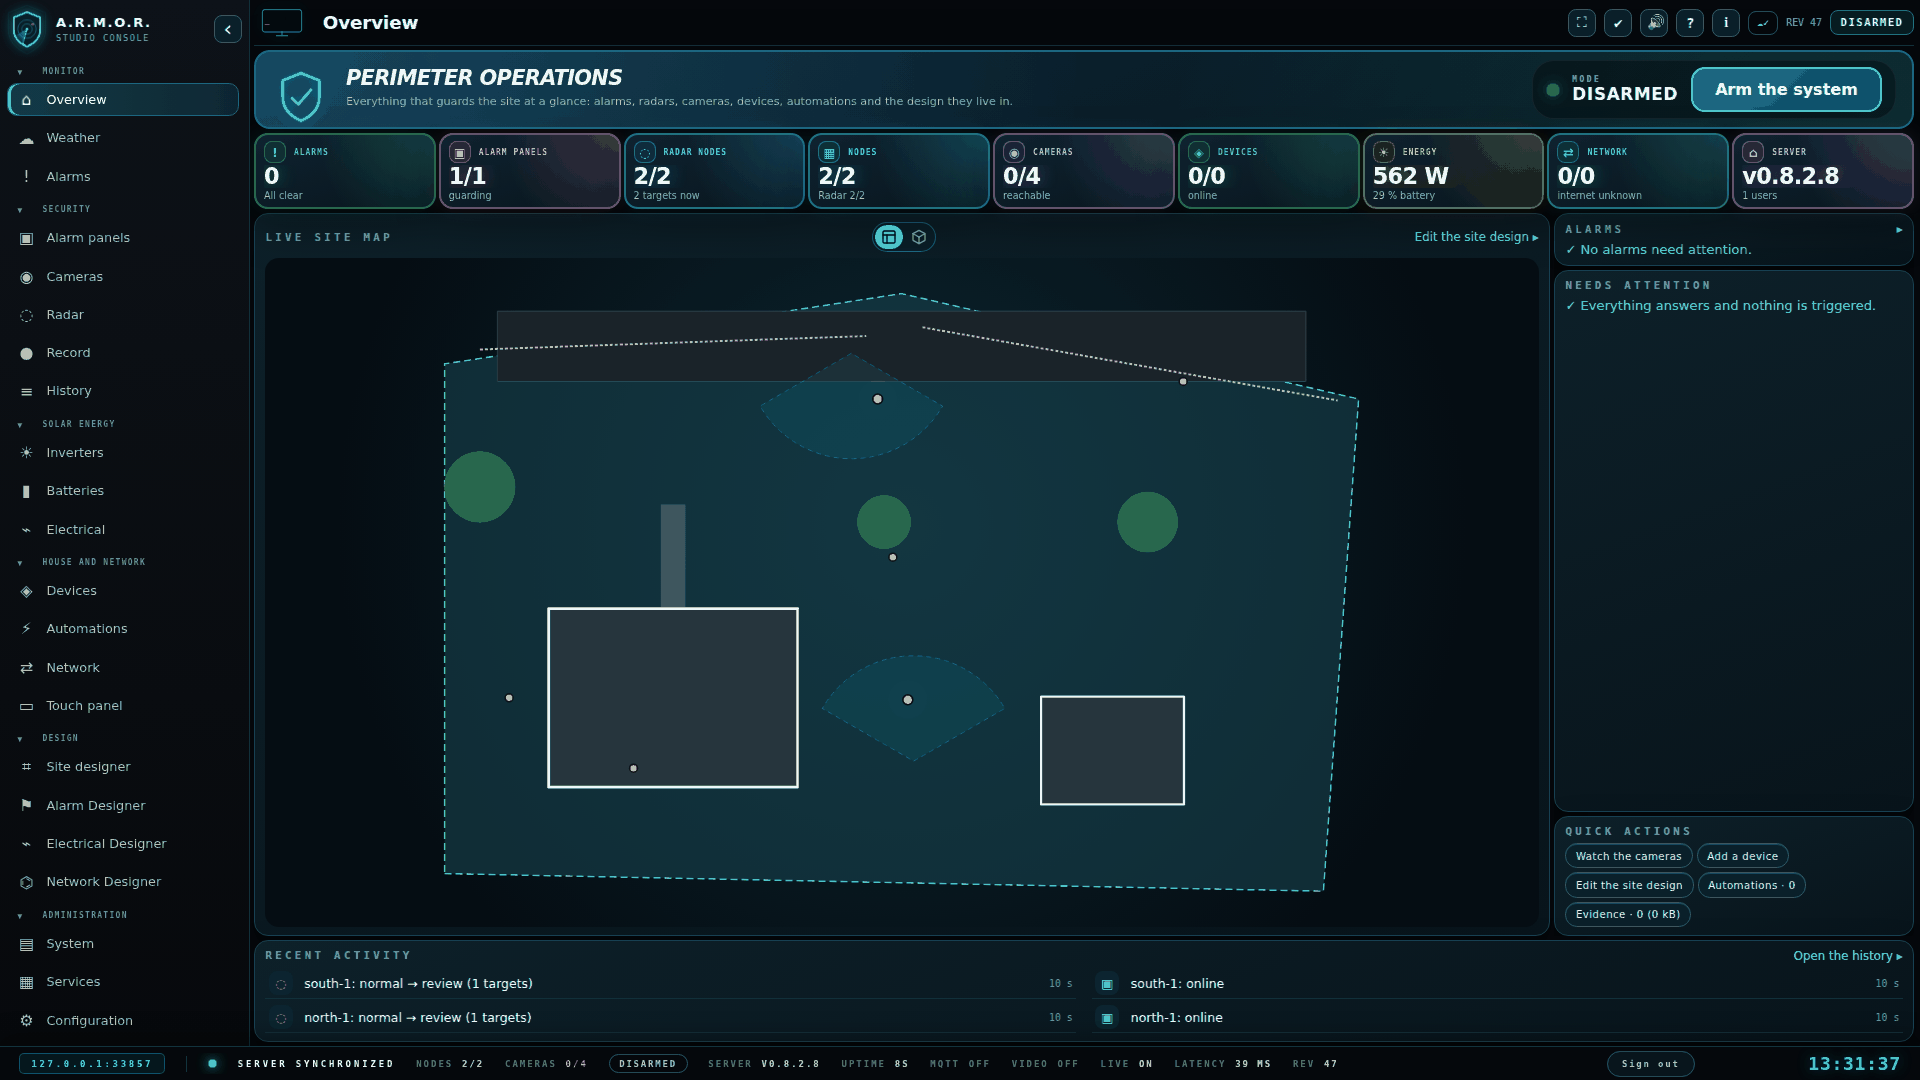 A.R.M.O.R.
STUDIO CONSOLE
MONITOR
Overview
Weather
Alarms
SECURITY
Alarm panels
Cameras
Radar
Record
History
SOLAR ENERGY
Inverters
Batteries
Electrical
HOUSE AND NETWORK
Devices
Automations
Network
Touch panel
DESIGN
Site designer
Alarm Designer
Electrical Designer
Network Designer
ADMINISTRATION
System
Services
Configuration
Overview
REV 47
DISARMED
PERIMETER OPERATIONS
Everything that guards the site at a glance: alarms, radars, cameras, devices, automations and the design they live in.
MODE
DISARMED
Arm the system
ALARMS
0
All clear
ALARM PANELS
1/1
guarding
RADAR NODES
2/2
2 targets now
NODES
2/2
Radar 2/2
CAMERAS
0/4
reachable
DEVICES
0/0
online
ENERGY
562 W
29 % battery
NETWORK
0/0
internet unknown
SERVER
v0.8.2.8
1 users
LIVE SITE MAP
Edit the site design ▸
ALARMS
✓ No alarms need attention.
NEEDS ATTENTION
✓ Everything answers and nothing is triggered.
QUICK ACTIONS
Watch the cameras
Add a device
Edit the site design
Automations · 0
Evidence · 0 (0 kB)
RECENT ACTIVITY
Open the history ▸
south-1: normal → review (1 targets) 10 s
south-1: online 10 s
north-1: normal → review (1 targets) 10 s
north-1: online 10 s
127.0.0.1:33857
SERVER SYNCHRONIZED
NODES 2/2
CAMERAS 0/4
DISARMED
SERVER V0.8.2.8
UPTIME 8S
MQTT OFF
VIDEO OFF
LIVE ON
LATENCY 39 MS
REV 47
Sign out
13:31:37